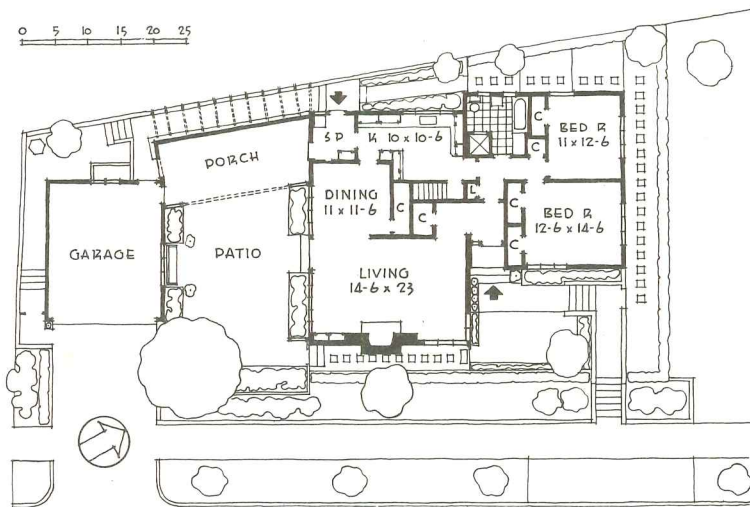 0 5 10 15 20 25
S P
K 10 x 10-6
C
BED R
11 x 12-6
C
PORCH
DINING
11 x 11-6
C
C
L
C
BED R
12-6 x 14-6
C
GARAGE
PATIO
LIVING
14-6 x 23